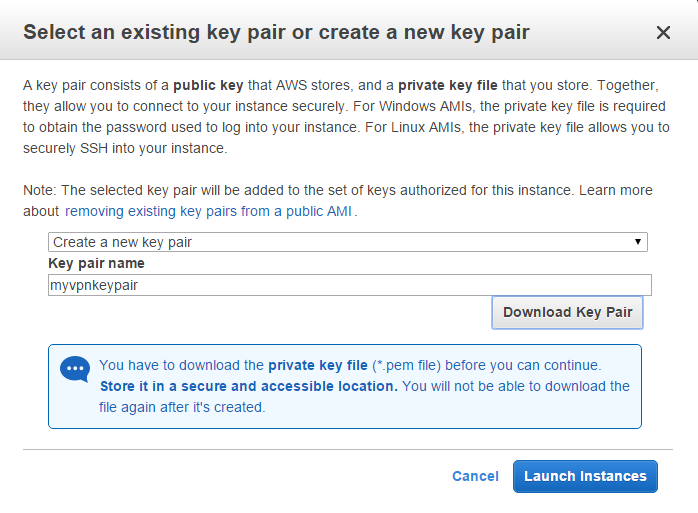 Select an existing key pair or create a new key pair
A key pair consists of a public key that AWS stores, and a private key file that you store. Together,
they allow you to connect to your instance securely. For Windows AMIs, the private key file is required
to obtain the password used to log into your instance. For Linux AMIs, the private key file allows you to
securely SSH into your instance.
Note: The selected key pair will be added to the set of keys authorized for this instance. Learn more
about removing existing key pairs from a public AMI .
Create a new key pair
Key pair name
myvpnkeypair
Download Key Pair
You have to download the private key file (*.pem file) before you can continue.
Store it in a secure and accessible location. You will not be able to download the
file again after it's created.
Cancel
Launch Instances